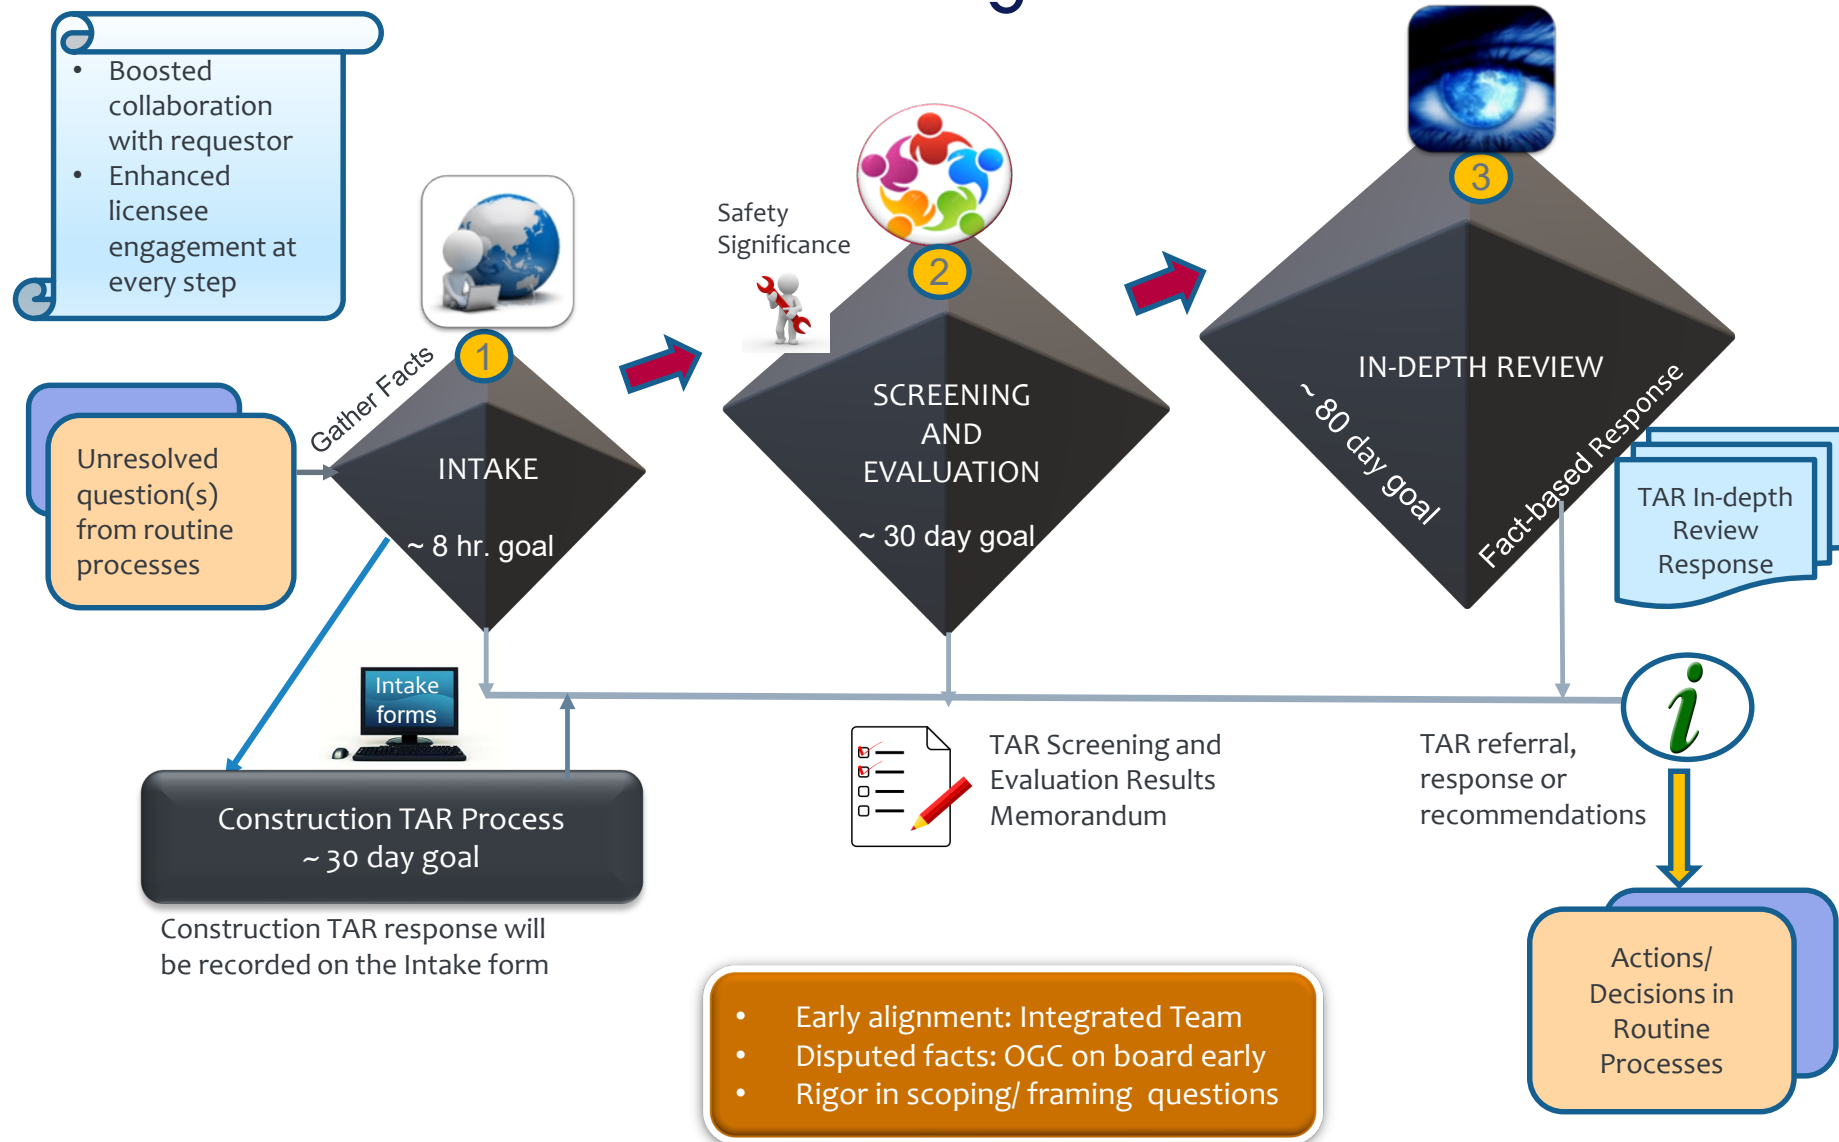 • Boosted
collaboration
with requestor
• Enhanced
licensee
engagement at
every step
Unresolved
question(s)
from routine
processes
Gather Facts
1
INTAKE
~ 8 hr. goal
Safety
Significance
2
SCREENING
AND
EVALUATION
~ 30 day goal
3
IN-DEPTH REVIEW
~ 80 day goal
Fact-based Response
TAR In-depth
Review
Response
Intake
forms
Construction TAR Process
~ 30 day goal
Construction TAR response will
be recorded on the Intake form
TAR Screening and
Evaluation Results
Memorandum
TAR referral,
response or
recommendations
i
Actions/
Decisions in
Routine
Processes
• Early alignment: Integrated Team
• Disputed facts: OGC on board early
• Rigor in scoping/ framing questions